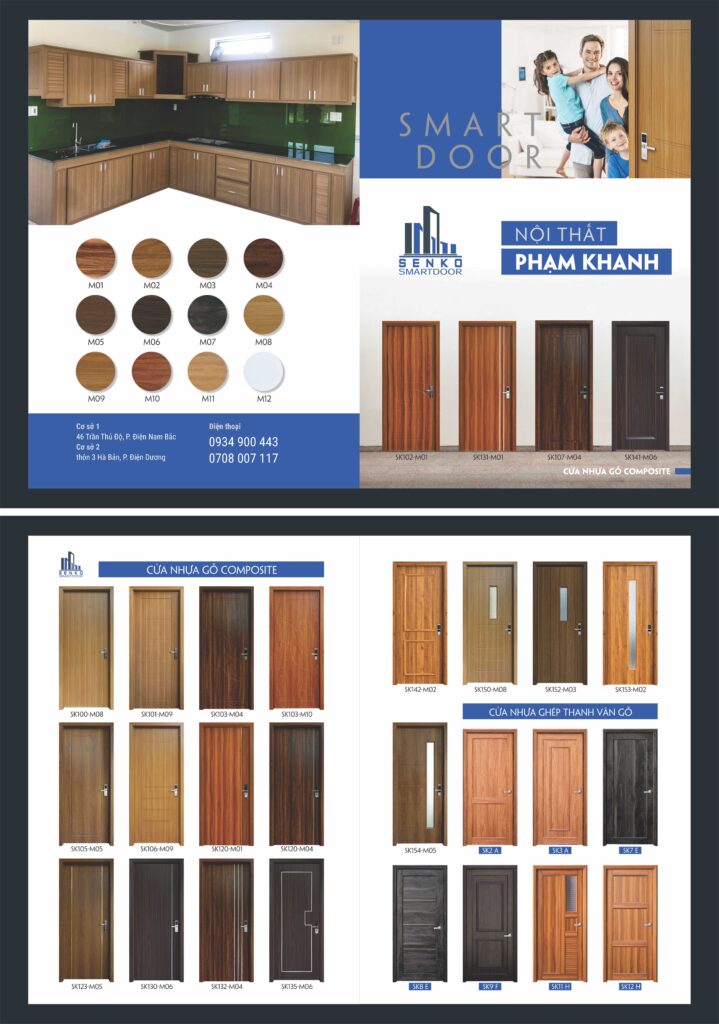 SMART
DOOR
SENKO
SMARTDOOR
NỘI THẤT
PHẠM KHANH
M01
M02
M03
M04
M05
M06
M07
M08
M09
M10
M11
M12
Cơ sở 1
46 Trần Thủ Độ, P. Điện Nam Bắc
Cơ sở 2
thôn 3 Hà Bản, P. Điện Dương
Điện thoại
0934 900 443
0708 007 117
SK102-M01
SK131-M01
SK107-M04
SK141-M06
CỬA NHỰA GỖ COMPOSITE
SENKO
CỬA NHỰA GỖ COMPOSITE
SK100-M08
SK101-M09
SK103-M04
SK103-M10
SK105-M05
SK106-M09
SK120-M01
SK120-M04
SK123-M05
SK130-M06
SK132-M04
SK135-M06
SK142-M02
SK150-M08
SK152-M03
SK153-M02
CỬA NHỰA GHÉP THANH VÂN GỖ
SK154-M05
SK2 A
SK3 A
SK7 E
SK8 E
SK9 F
SK11 H
SK12 H